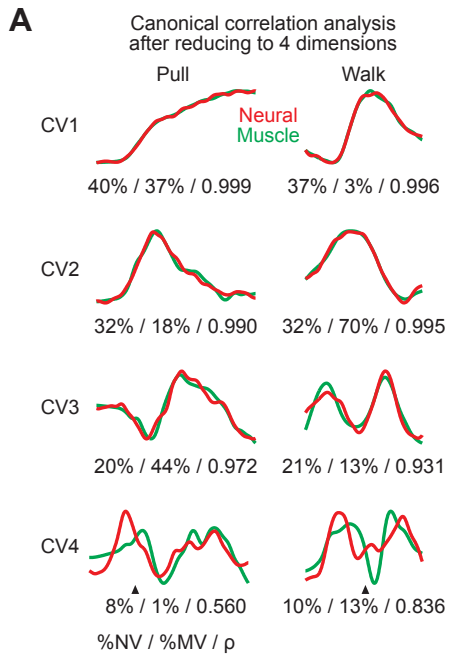 A
Canonical correlation analysis
after reducing to 4 dimensions
Pull
Walk
CV1
Neural
Muscle
40% / 37% / 0.999
37% / 3% / 0.996
CV2
32% / 18% / 0.990
32% / 70% / 0.995
CV3
20% / 44% / 0.972
21% / 13% / 0.931
CV4
8% / 1% / 0.560
10% / 13% / 0.836
%NV / %MV / ρ